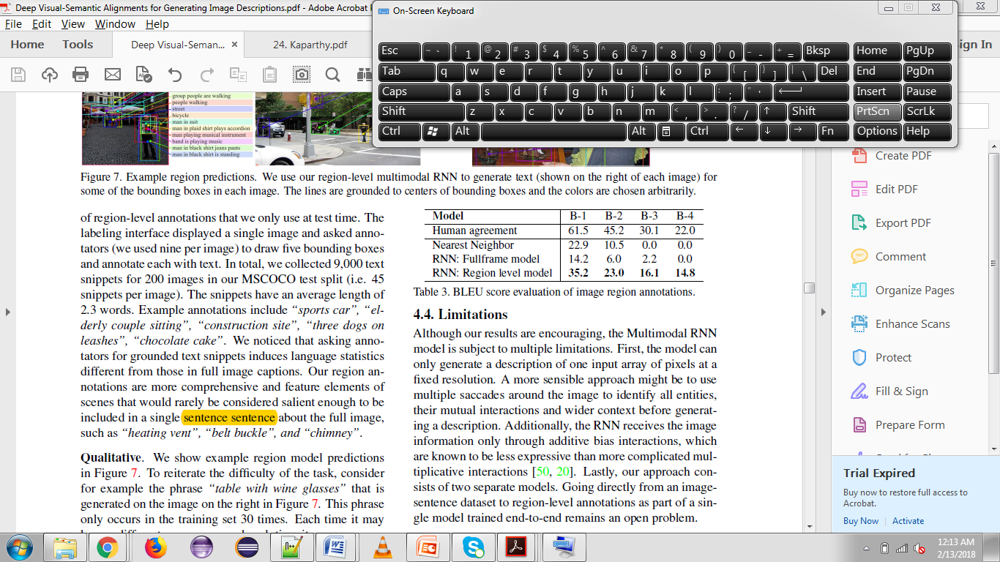 Deep Visual-Semantic Alignments for Generating Image Descriptions.pdf - Adobe Acrobat
On-Screen Keyboard
File Edit View Window Help
Home Tools Deep Visual-Seman... × 24. Kaparthy.pdf
Esc ~ ` ! 1 @ 2 # 3 $ 4 % 5 ^ 6 & 7 * 8 ( 9 ) 0 _ - + = Bksp Home PgUp
Tab q w e r t y u i o p { [ } ] | \ Del End PgDn
Caps a s d f g h j k l : ; " ' Insert Pause
Shift z x c v b n m < , > . ? / ↑ Shift PrtScn ScrLk
Ctrl Alt Alt Ctrl ← ↓ → Fn Options Help
group people are walking
people walking
street
bicycle
man in suit
man in plaid shirt plays accordion
man playing musical instrument
band is playing music
man in black shirt jeans pants
man in black shirt is standing
Figure 7. Example region predictions. We use our region-level multimodal RNN to generate text (shown on the right of each image) for
some of the bounding boxes in each image. The lines are grounded to centers of bounding boxes and the colors are chosen arbitrarily.
of region-level annotations that we only use at test time. The
labeling interface displayed a single image and asked anno-
tators (we used nine per image) to draw five bounding boxes
and annotate each with text. In total, we collected 9,000 text
snippets for 200 images in our MSCOCO test split (i.e. 45
snippets per image). The snippets have an average length of
2.3 words. Example annotations include “sports car”, “el-
derly couple sitting”, “construction site”, “three dogs on
leashes”, “chocolate cake”. We noticed that asking anno-
tators for grounded text snippets induces language statistics
different from those in full image captions. Our region an-
notations are more comprehensive and feature elements of
scenes that would rarely be considered salient enough to be
included in a single sentence sentence about the full image,
such as “heating vent”, “belt buckle”, and “chimney”.
Qualitative. We show example region model predictions
in Figure 7. To reiterate the difficulty of the task, consider
for example the phrase “table with wine glasses” that is
generated on the image on the right in Figure 7. This phrase
only occurs in the training set 30 times. Each time it may
Model B-1 B-2 B-3 B-4
Human agreement 61.5 45.2 30.1 22.0
Nearest Neighbor 22.9 10.5 0.0 0.0
RNN: Fullframe model 14.2 6.0 2.2 0.0
RNN: Region level model 35.2 23.0 16.1 14.8
Table 3. BLEU score evaluation of image region annotations.
4.4. Limitations
Although our results are encouraging, the Multimodal RNN
model is subject to multiple limitations. First, the model can
only generate a description of one input array of pixels at a
fixed resolution. A more sensible approach might be to use
multiple saccades around the image to identify all entities,
their mutual interactions and wider context before generat-
ing a description. Additionally, the RNN receives the image
information only through additive bias interactions, which
are known to be less expressive than more complicated mul-
tiplicative interactions [50, 20]. Lastly, our approach con-
sists of two separate models. Going directly from an image-
sentence dataset to region-level annotations as part of a sin-
gle model trained end-to-end remains an open problem.
gn In
Create PDF
Edit PDF
Export PDF
Comment
Organize Pages
Enhance Scans
Protect
Fill & Sign
Prepare Form
Trial Expired
Buy now to restore full access to
Acrobat.
Buy Now | Activate
12:13 AM
2/13/2018